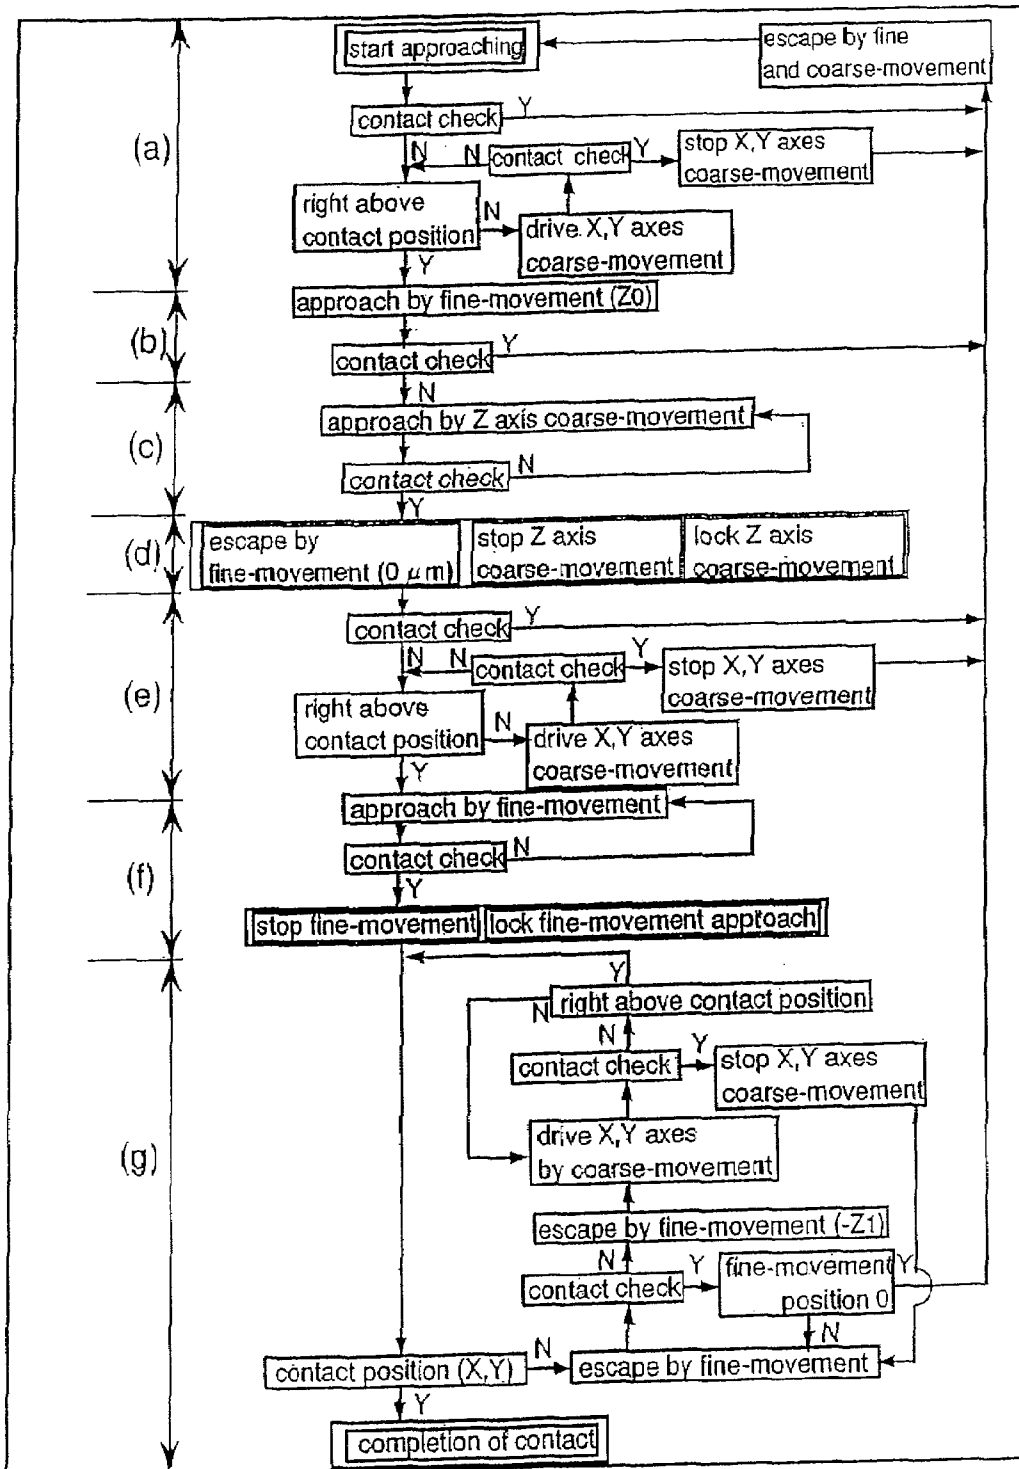 start approaching
escape by fine
and coarse-movement
contact check
Y
(a)
N
N
contact check
Y
stop X,Y axes
coarse-movement
right above
contact position
N
drive X,Y axes
coarse-movement
Y
approach by fine-movement (Z0)
(b)
contact check
Y
N
approach by Z axis coarse-movement
(c)
contact check
N
Y
(d)
escape by
fine-movement (0 μm)
stop Z axis
coarse-movement
lock Z axis
coarse-movement
contact check
Y
N
N
contact check
Y
stop X,Y axes
coarse-movement
(e)
right above
contact position
N
drive X,Y axes
coarse-movement
Y
approach by fine-movement
contact check
N
(f)
Y
stop fine-movement
lock fine-movement approach
Y
right above contact position
N
N
contact check
Y
stop X,Y axes
coarse-movement
(g)
drive X,Y axes
by coarse-movement
escape by fine-movement (-Z1)
N
contact check
Y
fine-movement
position 0
Y
N
contact position (X,Y)
N
escape by fine-movement
Y
completion of contact